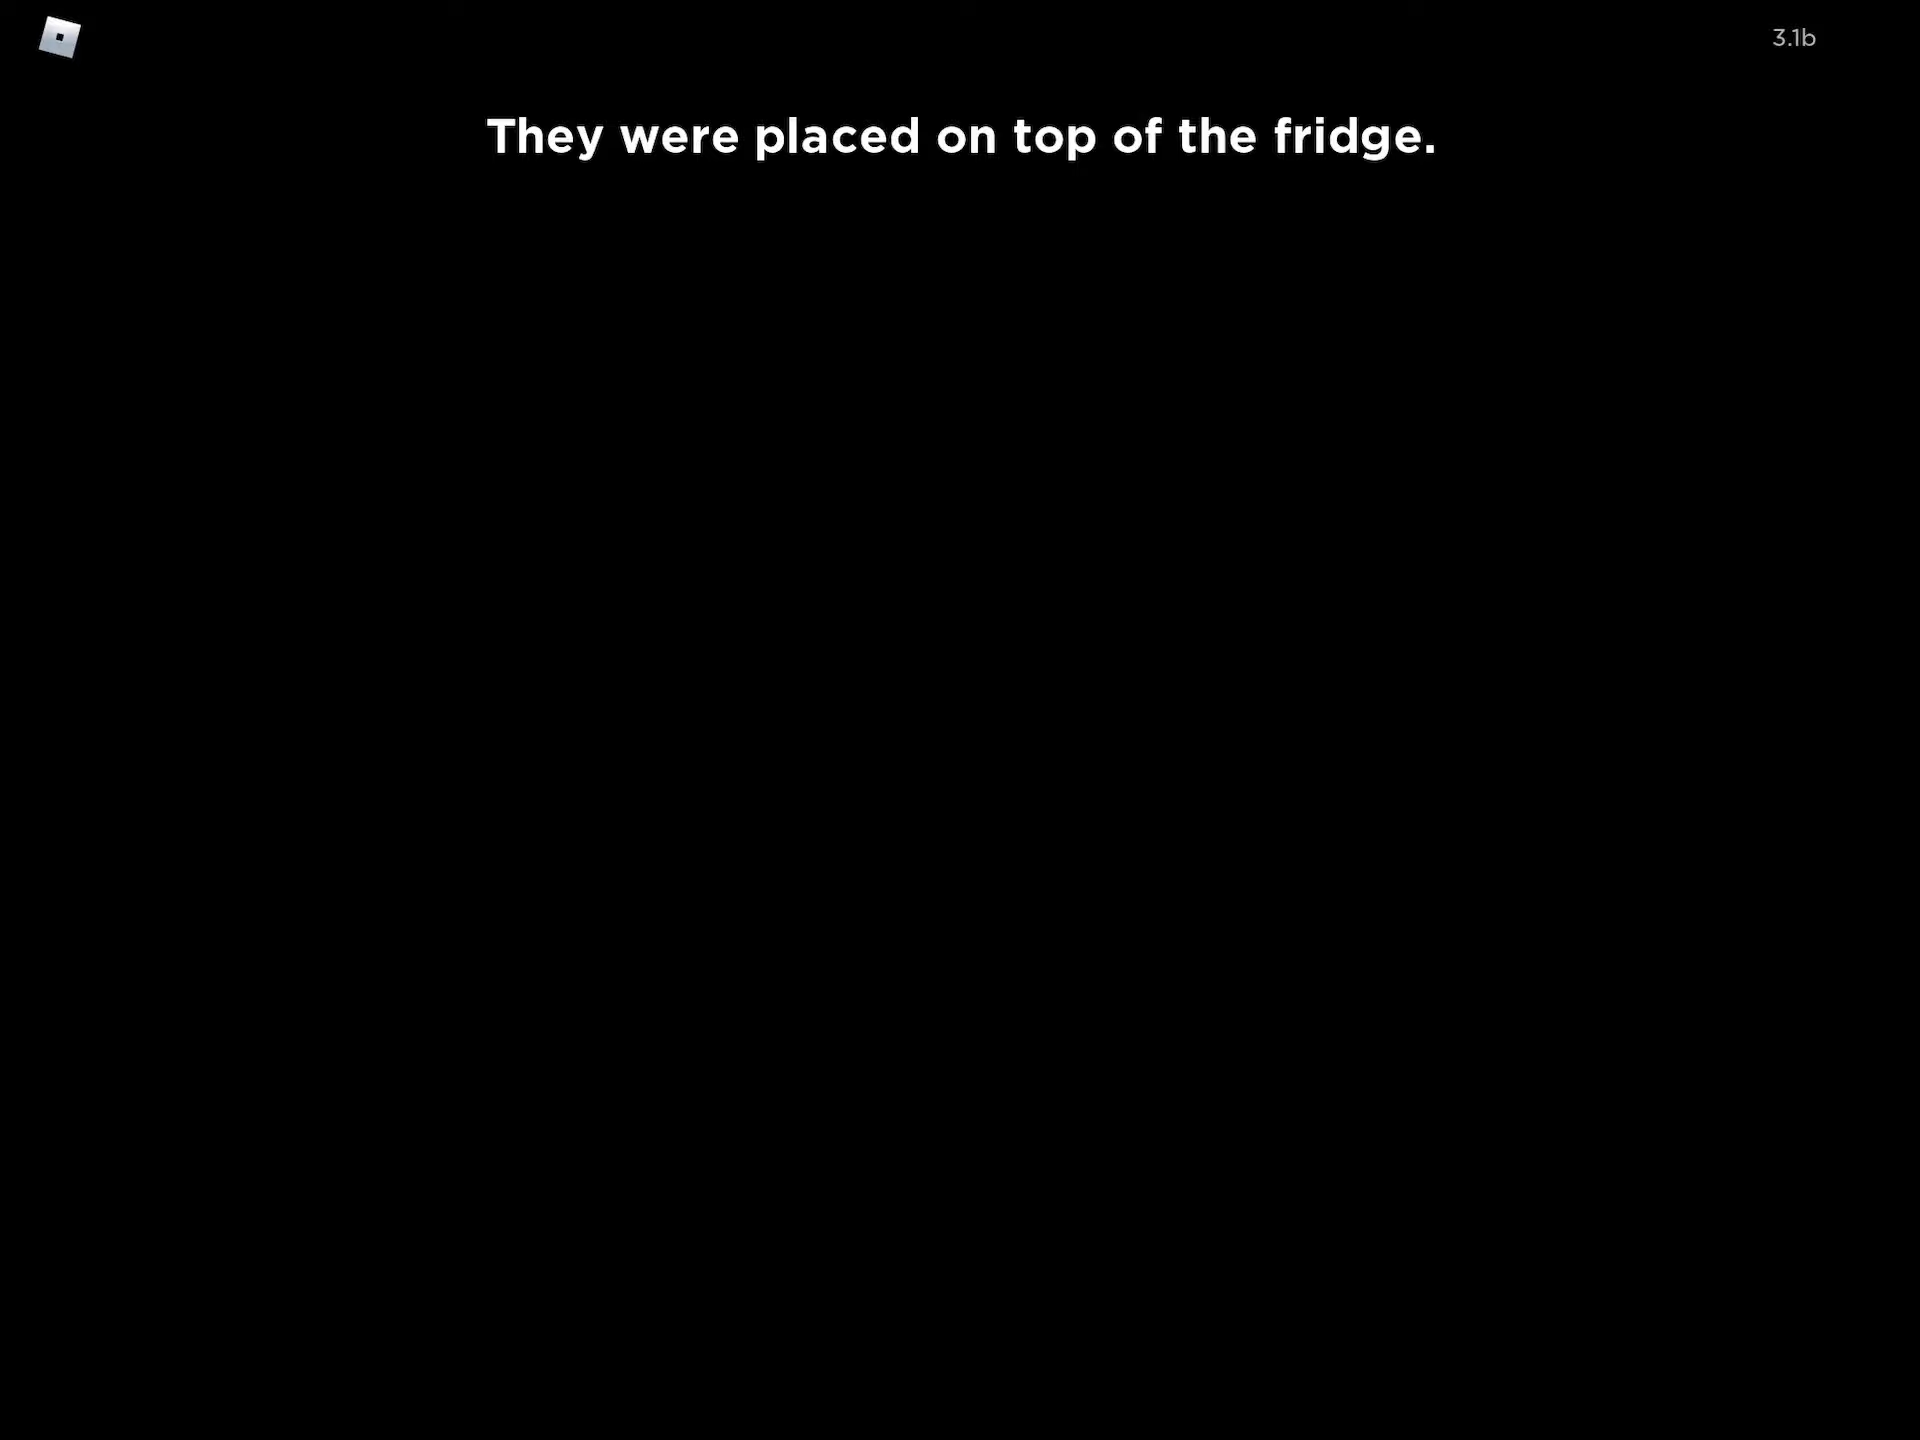 3.1b
They were placed on top of the fridge.